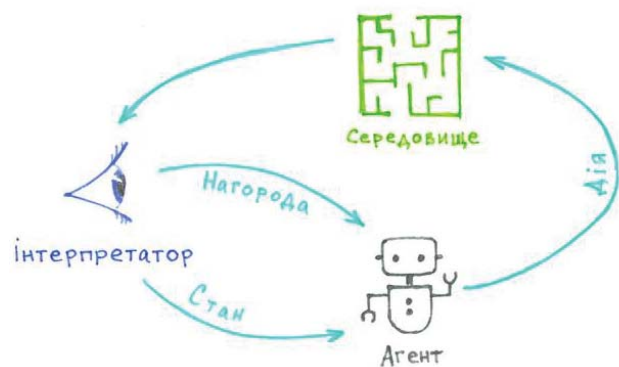 Середовище
Нагорода
Дія
інтерпретатор
Стан
Агент